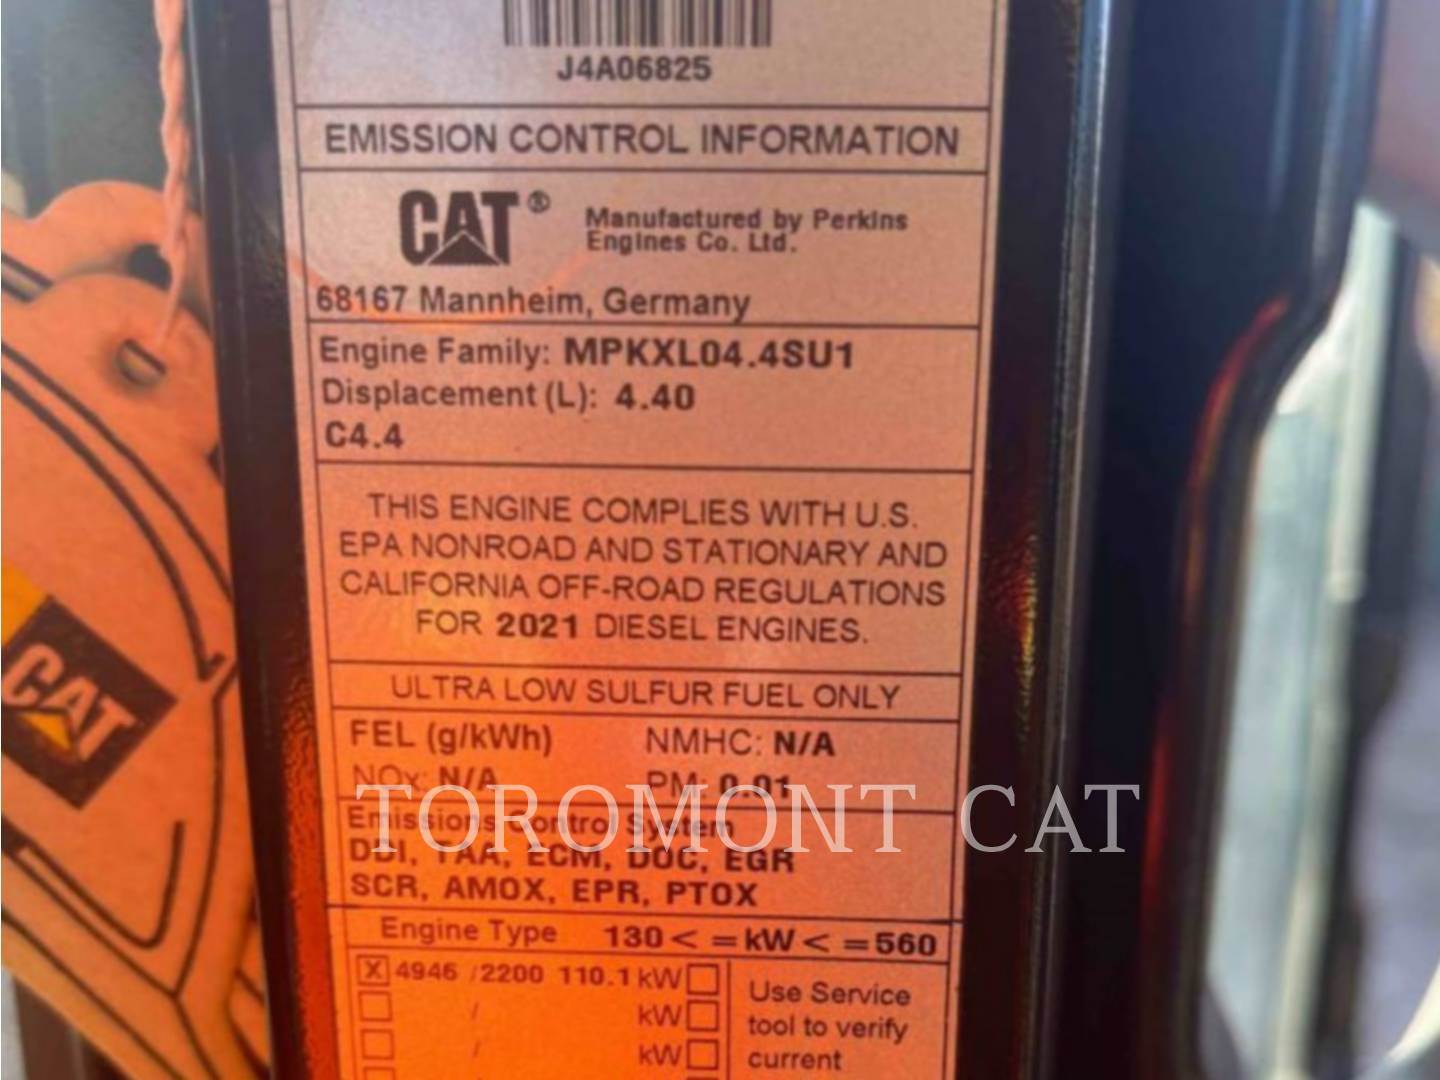 J4A06825
EMISSION CONTROL INFORMATION
CAT® Manufactured by Perkins
Engines Co. Ltd.
68167 Mannheim, Germany
Engine Family: MPKXL04.4SU1
Displacement (L): 4.40
C4.4
THIS ENGINE COMPLIES WITH U.S.
EPA NONROAD AND STATIONARY AND
CALIFORNIA OFF-ROAD REGULATIONS
FOR 2021 DIESEL ENGINES.
ULTRA LOW SULFUR FUEL ONLY
FEL (g/kWh) NMHC: N/A
NOx: N/A PM: 0.01
TOROMONT CAT
Emissions Control System
DDI, TAA, ECM, DOC, EGR
SCR, AMOX, EPR, PTOX
Engine Type 130 < = kW < = 560
X 4946 /2200 110.1 kW
/ kW
/ kW
Use Service
tool to verify
current
CAT